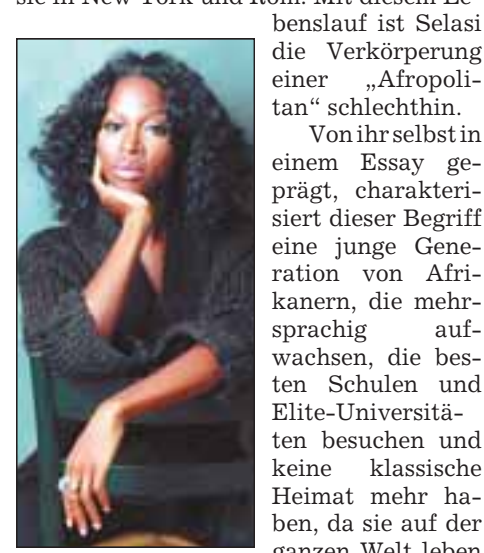 sie in New York und Rom. Mit diesem Le-
benslauf ist Selasi
die Verkörperung
einer „Afropoli-
tan“ schlechthin.
Von ihr selbst in
einem Essay ge-
prägt, charakteri-
siert dieser Begriff
eine junge Gene-
ration von Afri-
kanern, die mehr-
sprachig auf-
wachsen, die bes-
ten Schulen und
Elite-Universitä-
ten besuchen und
keine klassische
Heimat mehr ha-
ben, da sie auf der
ganzen Welt leben